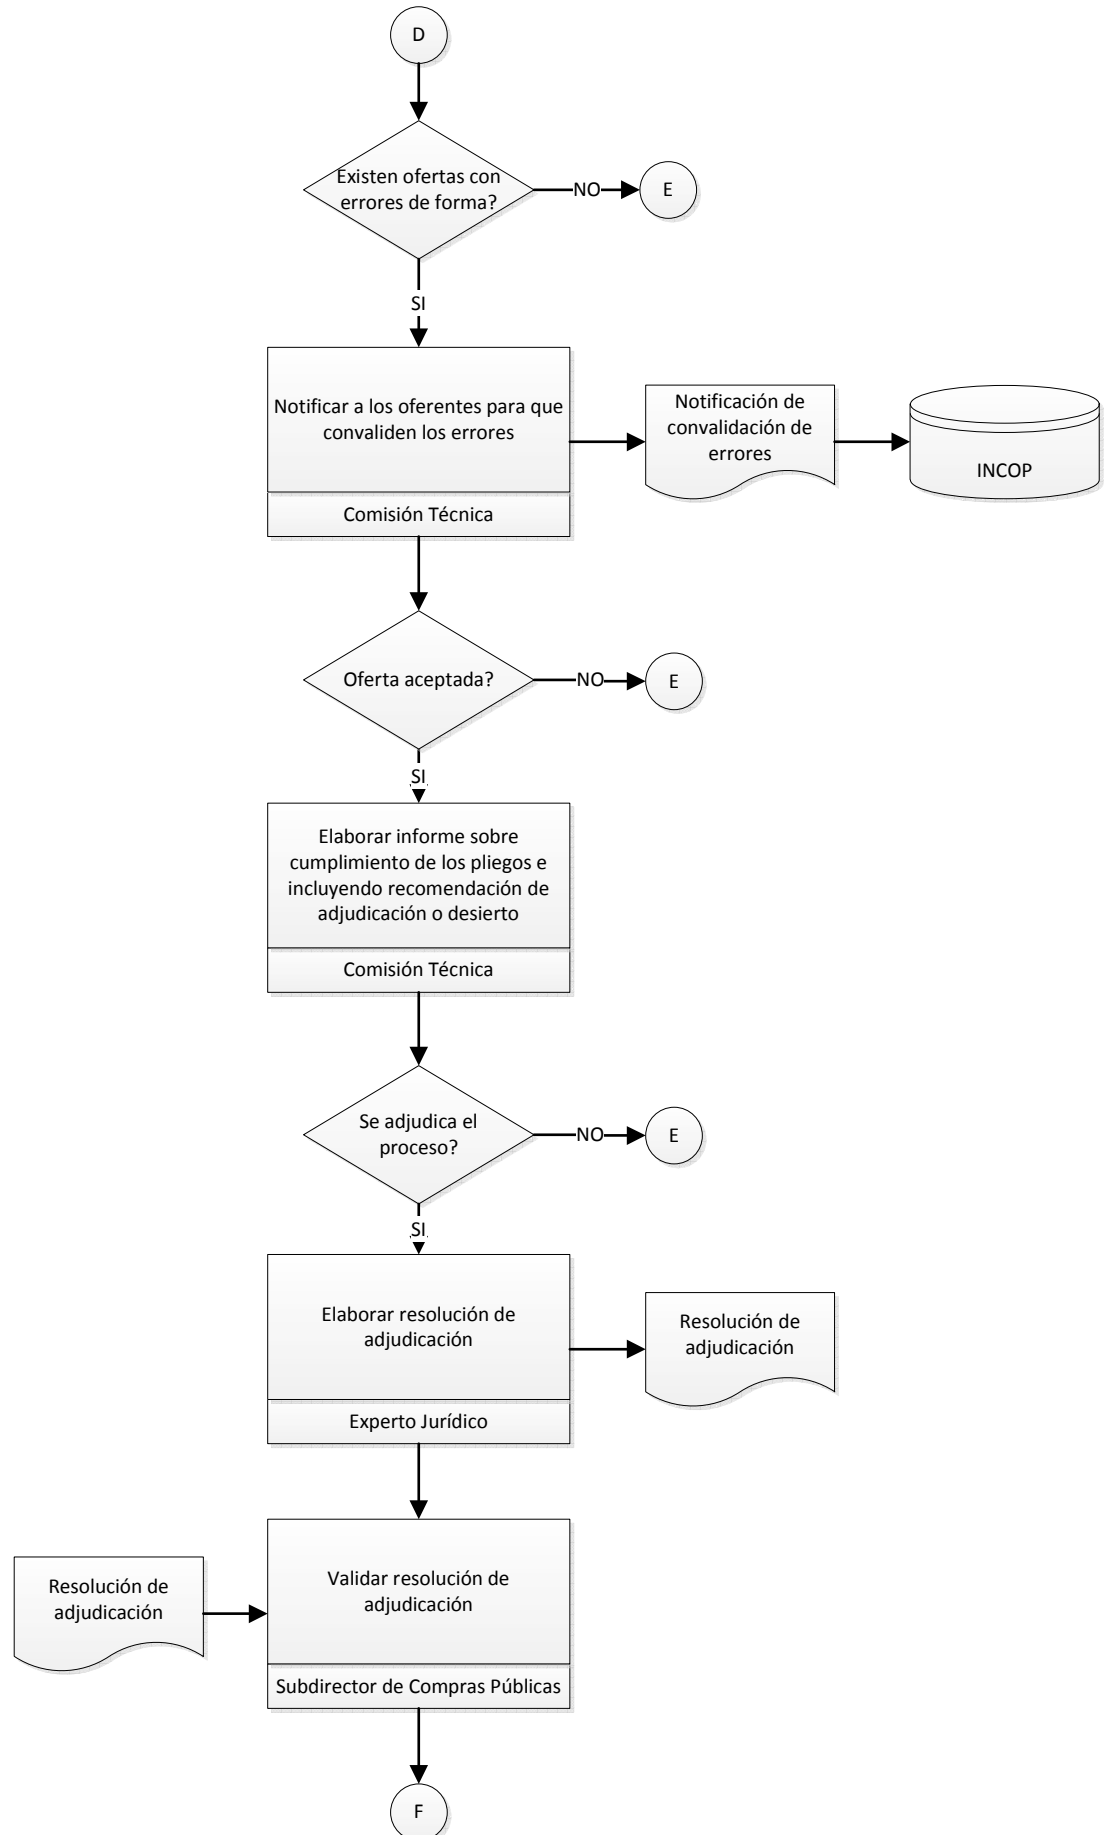 D
Existen ofertas con
errores de forma?
NO
E
SI
Notificar a los oferentes para que
convaliden los errores
Comisión Técnica
Notificación de
convalidación de
errores
INCOP
Oferta aceptada?
NO
E
SI
Elaborar informe sobre
cumplimiento de los pliegos e
incluyendo recomendación de
adjudicación o desierto
Comisión Técnica
Se adjudica el
proceso?
NO
E
SI
Elaborar resolución de
adjudicación
Experto Jurídico
Resolución de
adjudicación
Resolución de
adjudicación
Validar resolución de
adjudicación
Subdirector de Compras Públicas
F